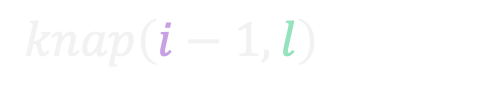 knap(i − 1, l)